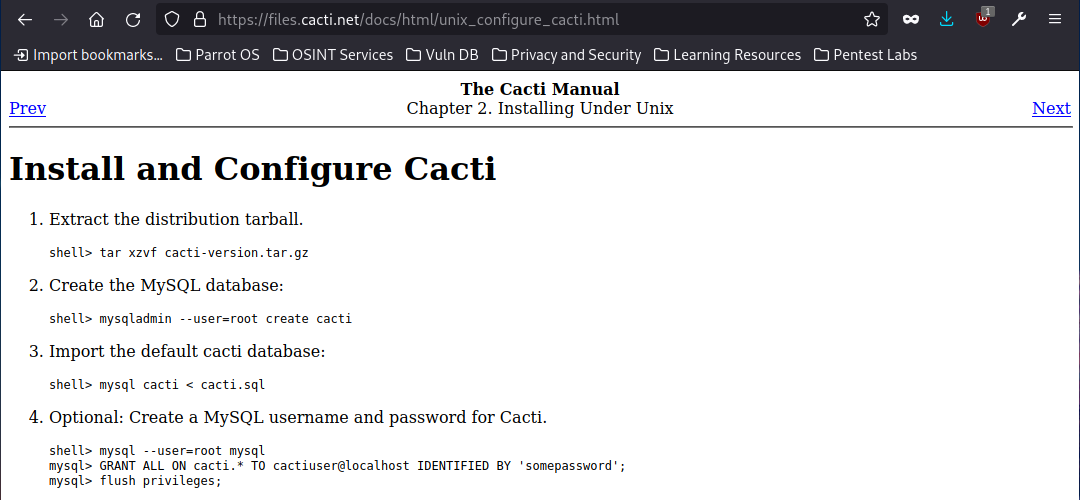 https://files.cacti.net/docs/html/unix_configure_cacti.html
1
Import bookmarks... Parrot OS OSINT Services Vuln DB Privacy and Security Learning Resources Pentest Labs
The Cacti Manual
Prev Chapter 2. Installing Under Unix Next
Install and Configure Cacti
1. Extract the distribution tarball.
shell> tar xzvf cacti-version.tar.gz
2. Create the MySQL database:
shell> mysqladmin --user=root create cacti
3. Import the default cacti database:
shell> mysql cacti < cacti.sql
4. Optional: Create a MySQL username and password for Cacti.
shell> mysql --user=root mysql
mysql> GRANT ALL ON cacti.* TO cactiuser@localhost IDENTIFIED BY 'somepassword';
mysql> flush privileges;